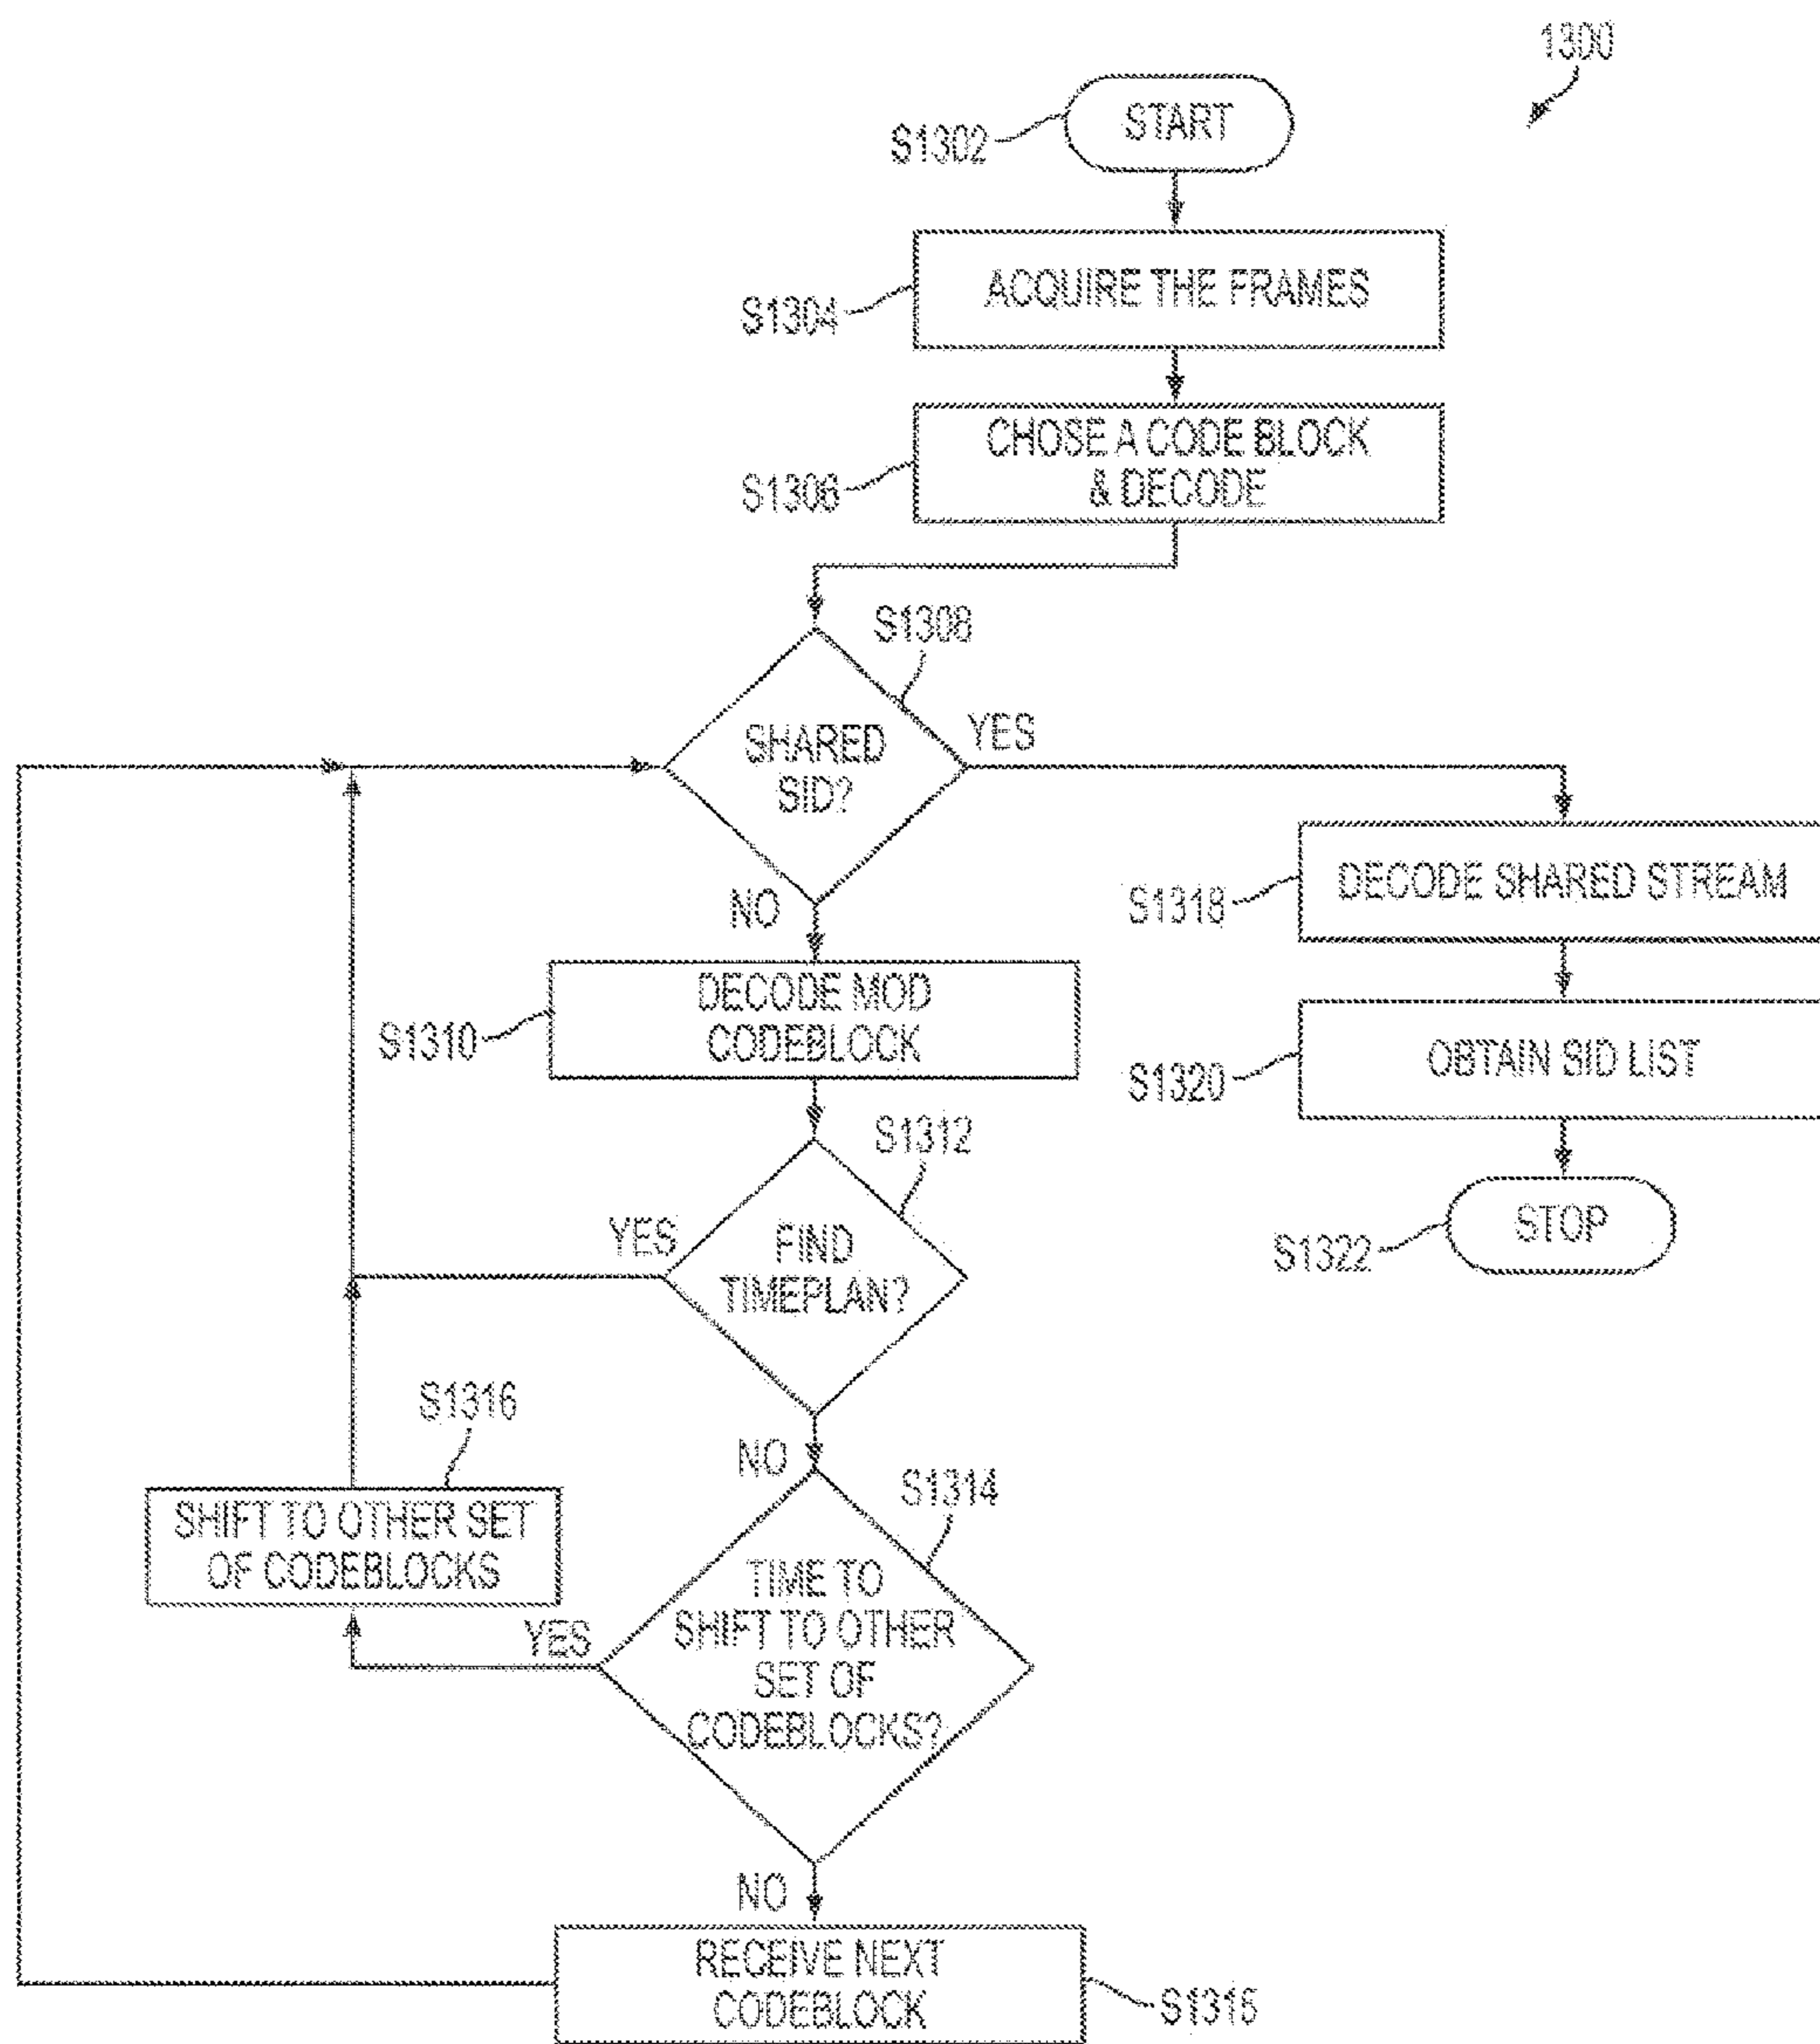 1300
START
S1302
ACQUIRE THE FRAMES
S1304
CHOSE A CODE BLOCK
& DECODE
S1306
S1308
SHARED
SID?
YES
NO
DECODE SHARED STREAM
S1318
DECODE MOD
CODEBLOCK
S1310
OBTAIN SID LIST
S1320
S1312
YES
FIND
TIMEPLAN?
STOP
S1322
NO
S1316
SHIFT TO OTHER SET
OF CODEBLOCKS
S1314
TIME TO
SHIFT TO OTHER
SET OF
CODEBLOCKS?
YES
NO
RECEIVE NEXT
CODEBLOCK
S1315